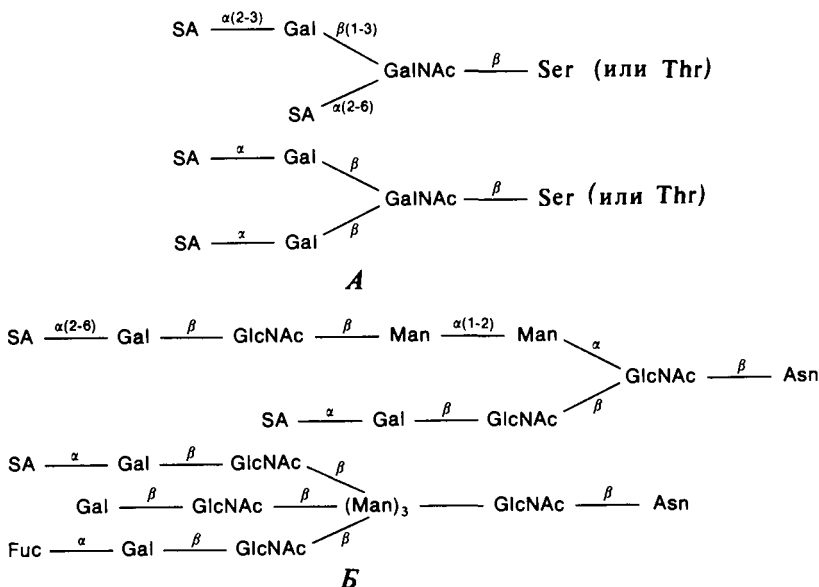 SA α(2-3) Gal β(1-3)
GalNAc β Ser (или Thr)
SA α(2-6)
SA α Gal β
GalNAc β Ser (или Thr)
SA α Gal β
А
SA α(2-6) Gal β GlcNAc β Man α(1-2) Man α
GlcNAc β Asn
SA α Gal β GlcNAc β
SA α Gal β GlcNAc β
Gal β GlcNAc β (Man)₃ GlcNAc β Asn
Fuc α Gal β GlcNAc β
Б